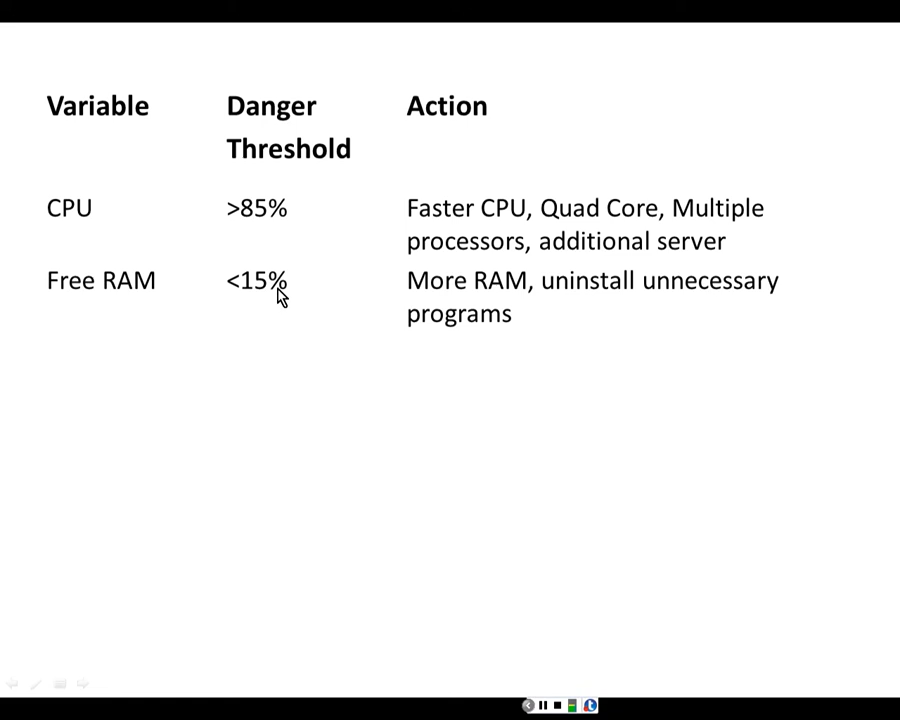 Variable Danger Action
Threshold
CPU >85% Faster CPU, Quad Core, Multiple
processors, additional server
Free RAM <15% More RAM, uninstall unnecessary
programs